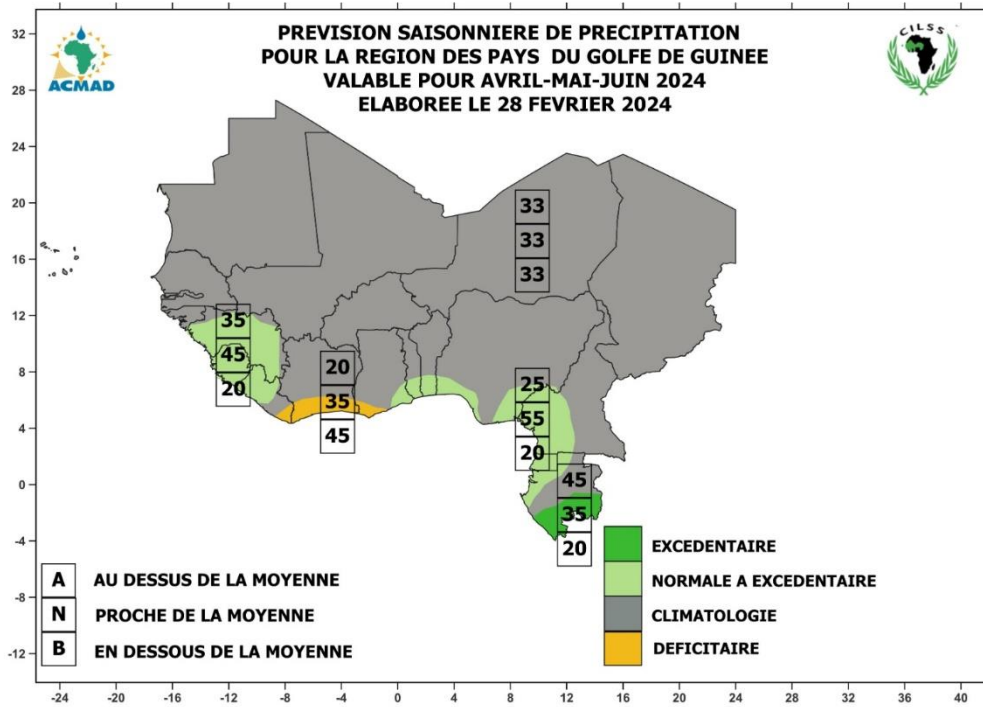 PREVISION SAISONNIERE DE PRECIPITATION
POUR LA REGION DES PAYS DU GOLFE DE GUINEE
VALABLE POUR AVRIL-MAI-JUIN 2024
ELABOREE LE 28 FEVRIER 2024
ACMAD
CILSS
32
28
24
20
16
12
8
4
0
-4
-8
-12
33
33
33
35
45
20
20
35
45
25
55
20
45
35
20
A AU DESSUS DE LA MOYENNE
N PROCHE DE LA MOYENNE
B EN DESSOUS DE LA MOYENNE
EXCEDENTAIRE
NORMALE A EXCEDENTAIRE
CLIMATOLOGIE
DEFICITAIRE
-24 -20 -16 -12 -8 -4 0 4 8 12 16 20 24 28 32 36 40